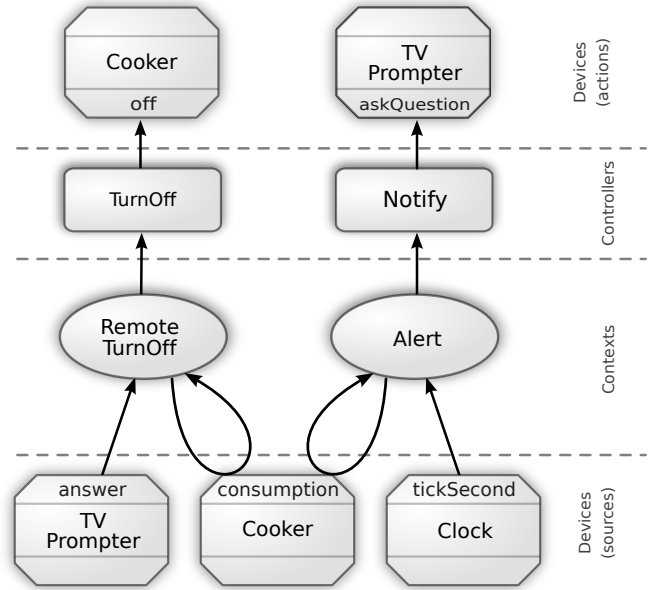 Cooker
off
TV
Prompter
askQuestion
Devices
(actions)
TurnOff
Notify
Controllers
Remote
TurnOff
Alert
Contexts
answer
TV
Prompter
consumption
Cooker
tickSecond
Clock
Devices
(sources)